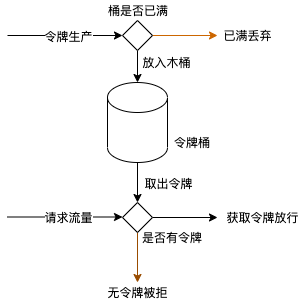 桶是否已满
令牌生产
已满丢弃
放入木桶
令牌桶
取出令牌
请求流量
获取令牌放行
是否有令牌
无令牌被拒